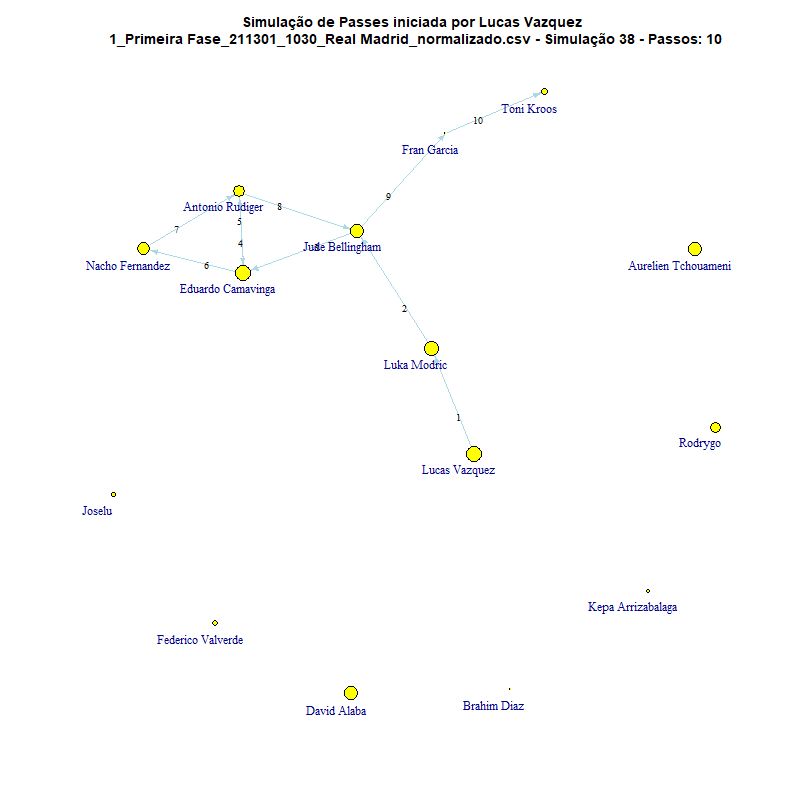 Simulação de Passes iniciada por Lucas Vazquez
1_Primeira Fase_211301_1030_Real Madrid_normalizado.csv - Simulação 38 - Passos: 10
Toni Kroos
10
Fran Garcia
9
Antonio Rudiger
8
7
5
4
Jude Bellingham
6
Nacho Fernandez
Aurelien Tchouameni
Eduardo Camavinga
2
Luka Modric
1
Rodrygo
Lucas Vazquez
Joselu
Kepa Arrizabalaga
Federico Valverde
Brahim Diaz
David Alaba